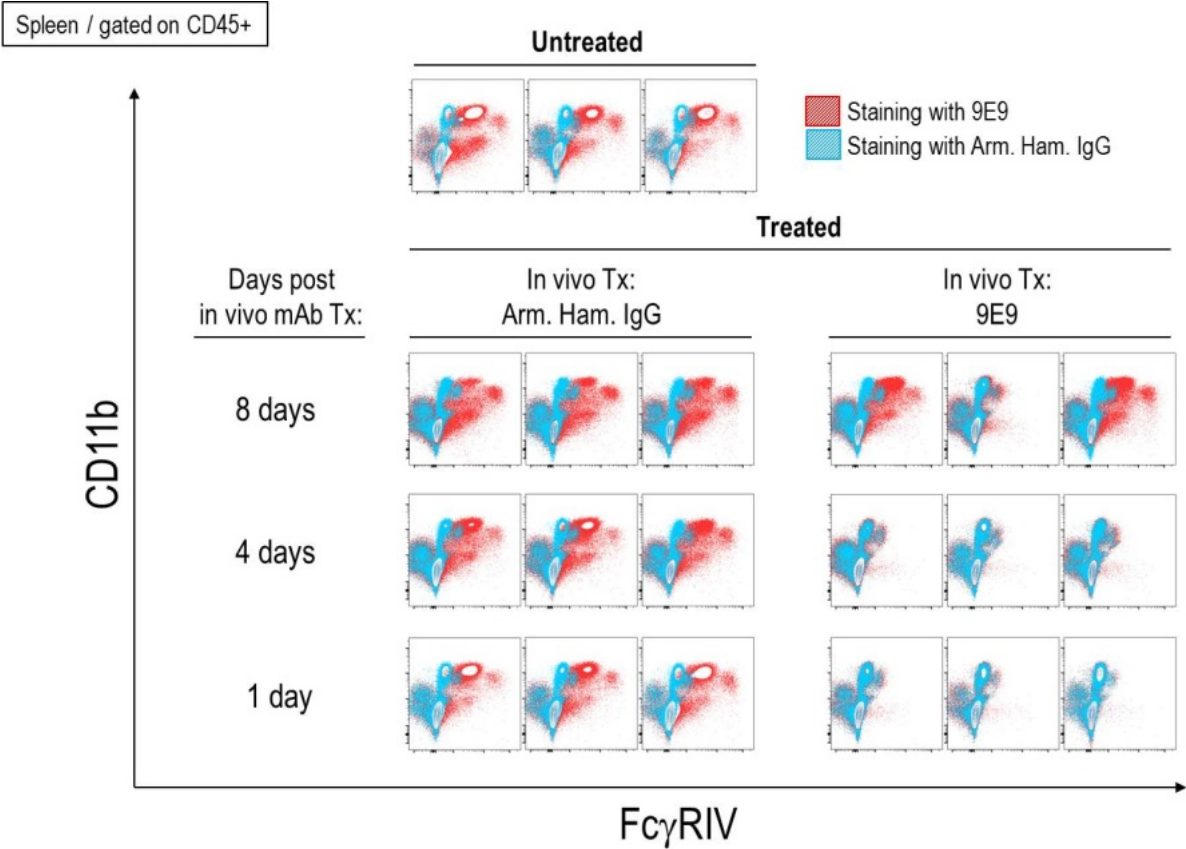 Spleen / gated on CD45+
Untreated
Staining with 9E9
Staining with Arm. Ham. IgG
Treated
Days post
in vivo mAb Tx:
In vivo Tx:
Arm. Ham. IgG
In vivo Tx:
9E9
8 days
4 days
1 day
CD11b
FcγRIV